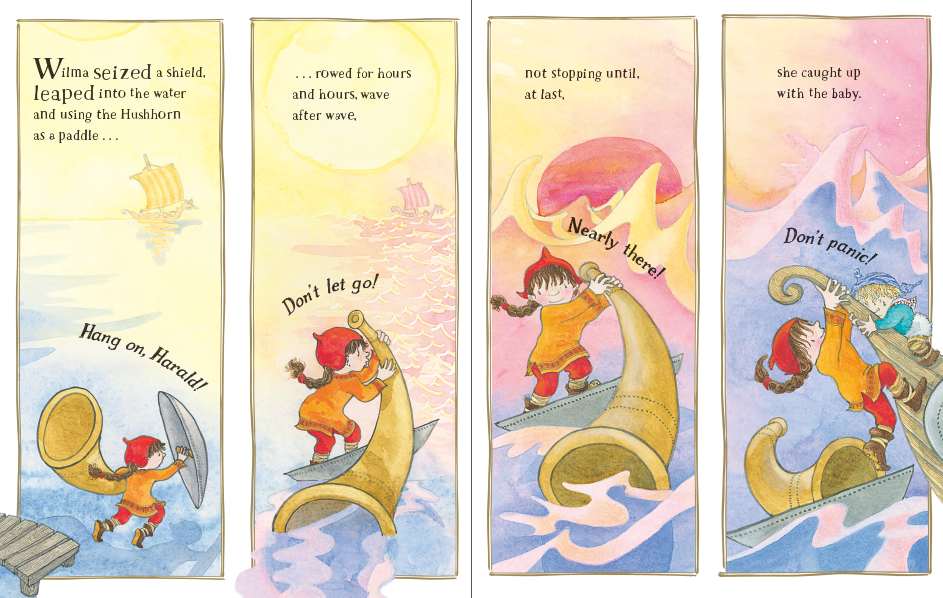 Wilma seized a shield,
leaped into the water
and using the Hushhorn
as a paddle . . .
Hang on, Harald!
. . . rowed for hours
and hours, wave
after wave,
Don't let go!
not stopping until,
at last,
Nearly there!
she caught up
with the baby.
Don't panic!